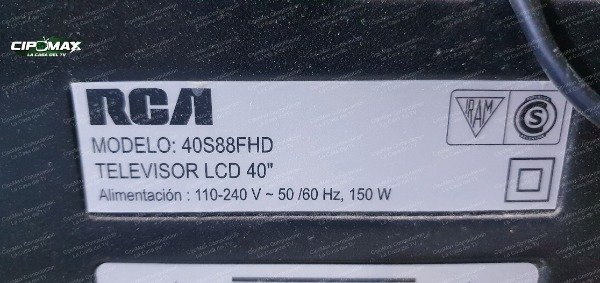 CIPOMAX
LA CASA DEL TV
RCA
MODELO: 40S88FHD
TELEVISOR LCD 40"
Alimentación : 110-240 V ~ 50 /60 Hz, 150 W
IRAM
S